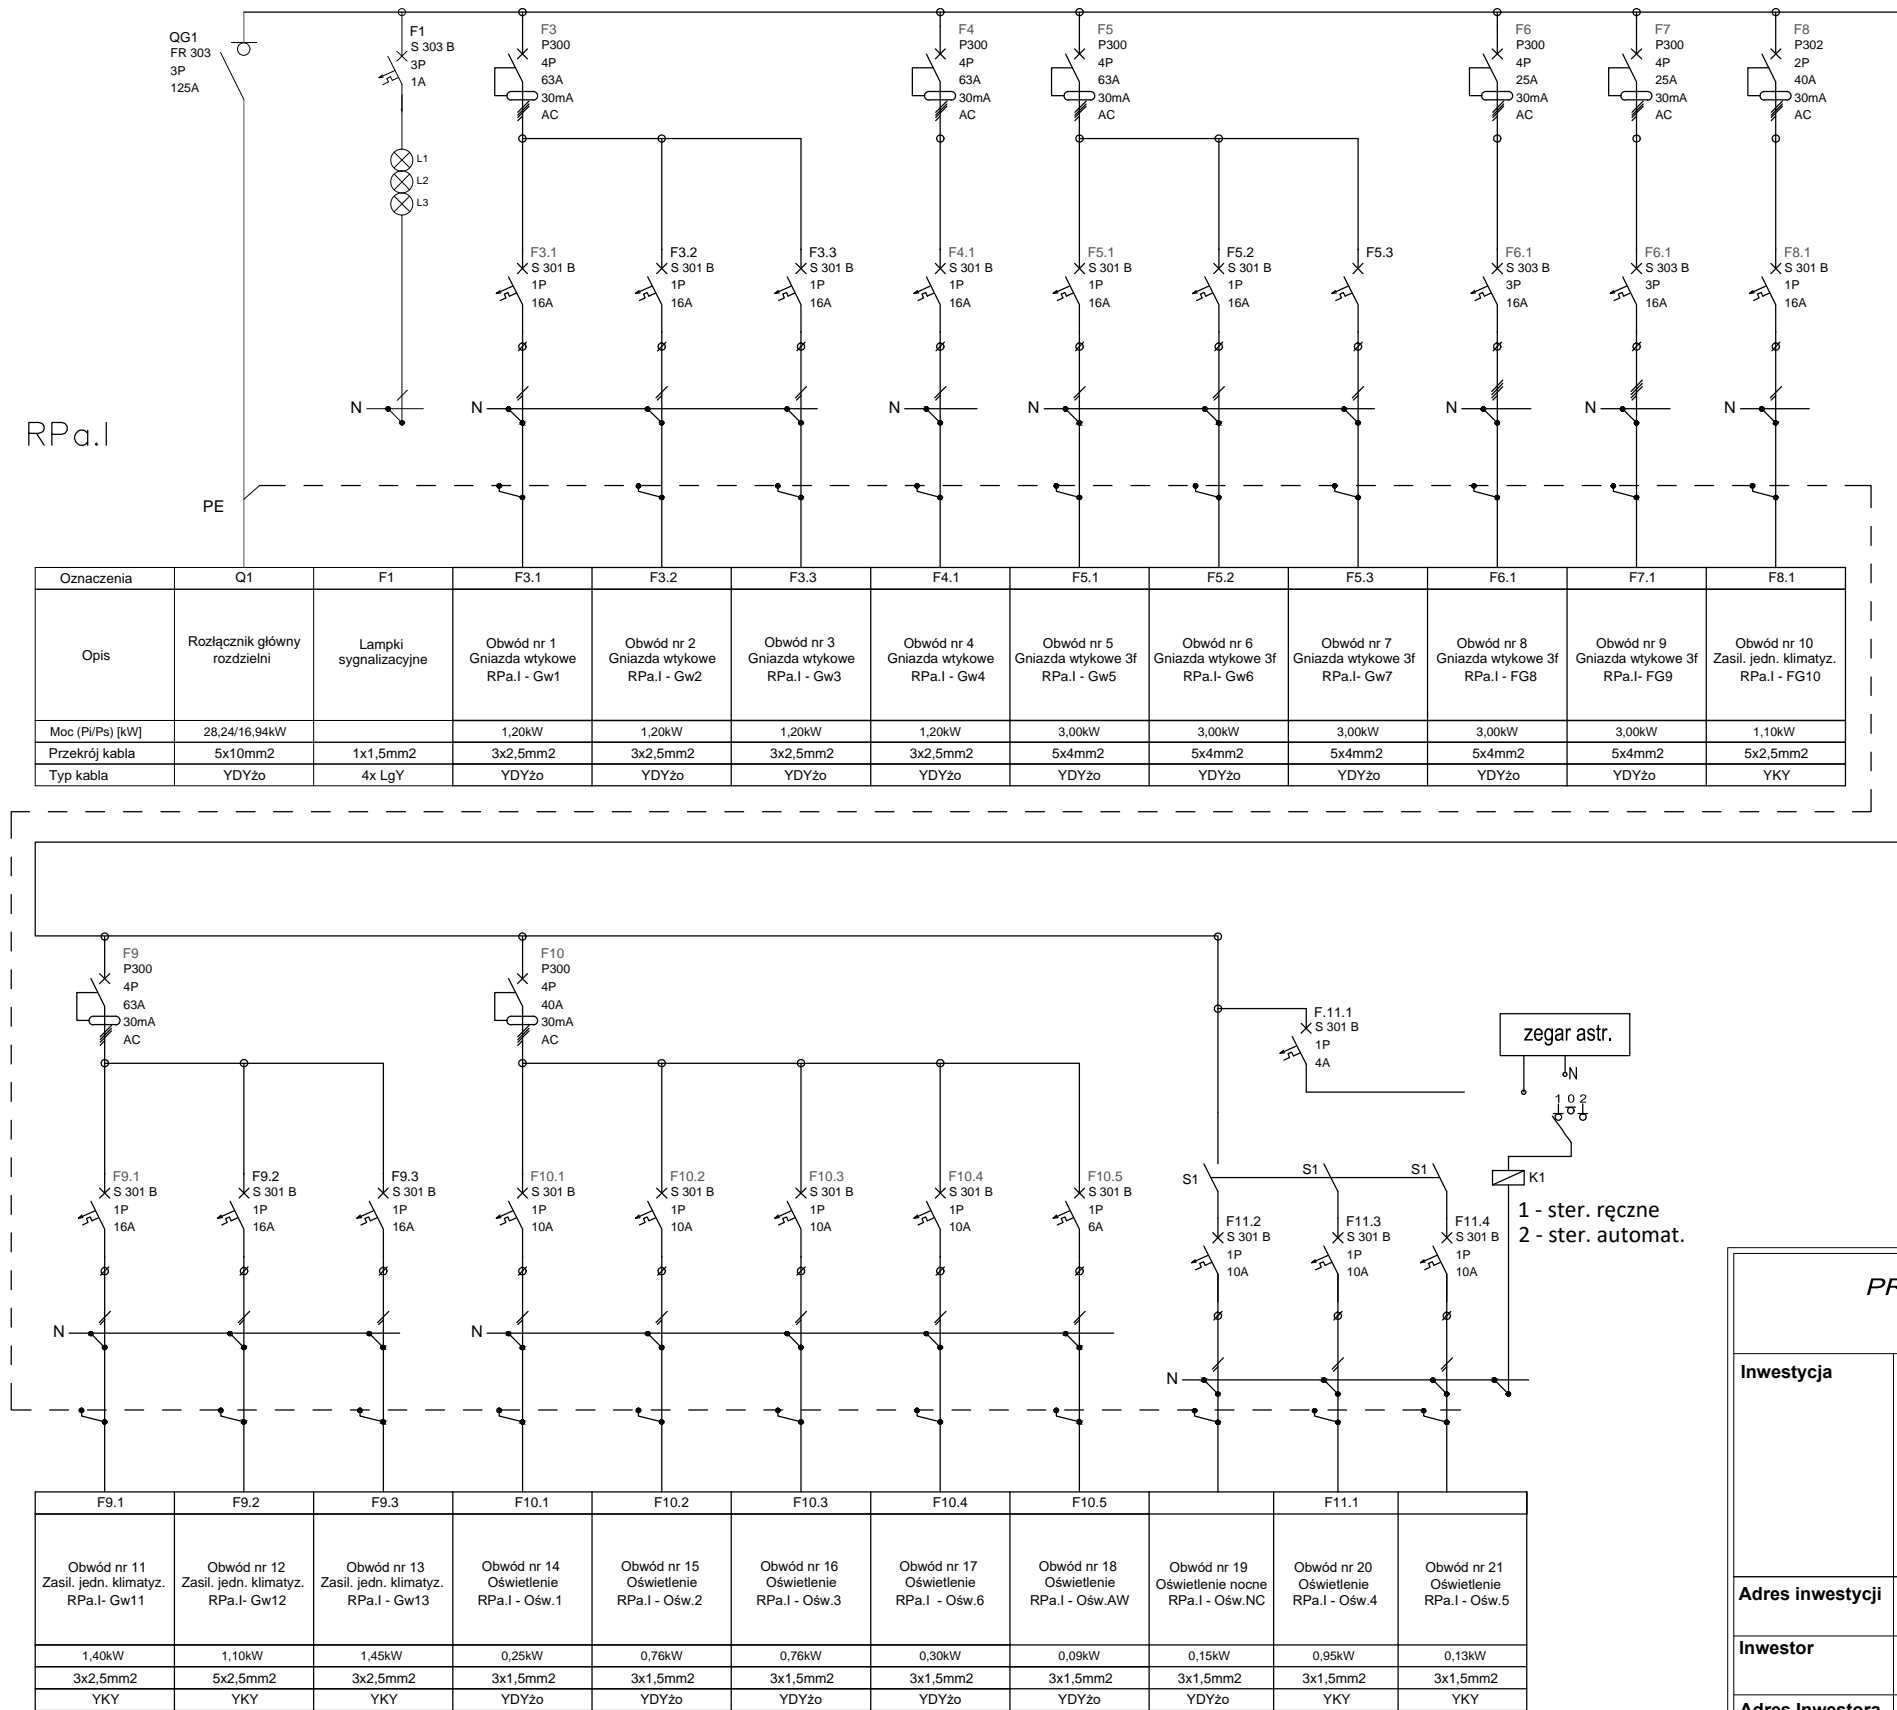 QG1
FR 303
3P
125A
F1
S 303 B
3P
1A
L1
L2
L3
N
F3
P300
4P
63A
30mA
AC
F4
P300
4P
63A
30mA
AC
F5
P300
4P
63A
30mA
AC
F6
P300
4P
25A
30mA
AC
F7
P300
4P
25A
30mA
AC
F8
P302
2P
40A
30mA
AC
F3.1
S 301 B
1P
16A
F3.2
S 301 B
1P
16A
F3.3
S 301 B
1P
16A
F4.1
S 301 B
1P
16A
F5.1
S 301 B
1P
16A
F5.2
S 301 B
1P
16A
F5.3
F6.1
S 303 B
3P
16A
F6.1
S 303 B
3P
16A
F8.1
S 301 B
1P
16A
N
N
N
N
N
N
RPa.I
PE
Oznaczenia Q1 F1 F3.1 F3.2 F3.3 F4.1 F5.1 F5.2 F5.3 F6.1 F7.1 F8.1
Opis
Rozłącznik główny
rozdzielni
Lampki
sygnalizacyjne
Obwód nr 1
Gniazda wtykowe
RPa.I - Gw1
Obwód nr 2
Gniazda wtykowe
RPa.I - Gw2
Obwód nr 3
Gniazda wtykowe
RPa.I - Gw3
Obwód nr 4
Gniazda wtykowe
RPa.I - Gw4
Obwód nr 5
Gniazda wtykowe 3f
RPa.I - Gw5
Obwód nr 6
Gniazda wtykowe 3f
RPa.I- Gw6
Obwód nr 7
Gniazda wtykowe 3f
RPa.I- Gw7
Obwód nr 8
Gniazda wtykowe 3f
RPa.I - FG8
Obwód nr 9
Gniazda wtykowe 3f
RPa.I- FG9
Obwód nr 10
Zasil. jedn. klimatyz.
RPa.I - FG10
Moc (Pi/Ps) [kW] 28,24/16,94kW 1,20kW 1,20kW 1,20kW 1,20kW 3,00kW 3,00kW 3,00kW 3,00kW 3,00kW 1,10kW
Przekrój kabla 5x10mm2 1x1,5mm2 3x2,5mm2 3x2,5mm2 3x2,5mm2 3x2,5mm2 5x4mm2 5x4mm2 5x4mm2 5x4mm2 5x4mm2 5x2,5mm2
Typ kabla YDYżo 4x LgY YDYżo YDYżo YDYżo YDYżo YDYżo YDYżo YDYżo YDYżo YDYżo YKY
F9
P300
4P
63A
30mA
AC
F10
P300
4P
40A
30mA
AC
F.11.1
S 301 B
1P
4A
zegar astr.
N
1 0 2
F9.1
S 301 B
1P
16A
F9.2
S 301 B
1P
16A
F9.3
S 301 B
1P
16A
F10.1
S 301 B
1P
10A
F10.2
S 301 B
1P
10A
F10.3
S 301 B
1P
10A
F10.4
S 301 B
1P
10A
F10.5
S 301 B
1P
6A
S1
S1
S1
K1
1 - ster. ręczne
2 - ster. automat.
F11.2
S 301 B
1P
10A
F11.3
S 301 B
1P
10A
F11.4
S 301 B
1P
10A
N
N
N
F9.1 F9.2 F9.3 F10.1 F10.2 F10.3 F10.4 F10.5 F11.1
Obwód nr 11
Zasil. jedn. klimatyz.
RPa.I- Gw11
Obwód nr 12
Zasil. jedn. klimatyz.
RPa.I- Gw12
Obwód nr 13
Zasil. jedn. klimatyz.
RPa.I - Gw13
Obwód nr 14
Oświetlenie
RPa.I - Ośw.1
Obwód nr 15
Oświetlenie
RPa.I - Ośw.2
Obwód nr 16
Oświetlenie
RPa.I - Ośw.3
Obwód nr 17
Oświetlenie
RPa.I - Ośw.6
Obwód nr 18
Oświetlenie
RPa.I - Ośw.AW
Obwód nr 19
Oświetlenie nocne
RPa.I - Ośw.NC
Obwód nr 20
Oświetlenie
RPa.I - Ośw.4
Obwód nr 21
Oświetlenie
RPa.I - Ośw.5
1,40kW 1,10kW 1,45kW 0,25kW 0,76kW 0,76kW 0,30kW 0,09kW 0,15kW 0,95kW 0,13kW
3x2,5mm2 5x2,5mm2 3x2,5mm2 3x1,5mm2 3x1,5mm2 3x1,5mm2 3x1,5mm2 3x1,5mm2 3x1,5mm2 3x1,5mm2 3x1,5mm2
YKY YKY YKY YDYżo YDYżo YDYżo YDYżo YDYżo YDYżo YKY YKY
PR
Inwestycja
Adres inwestycji
Inwestor
Adres Inwestora